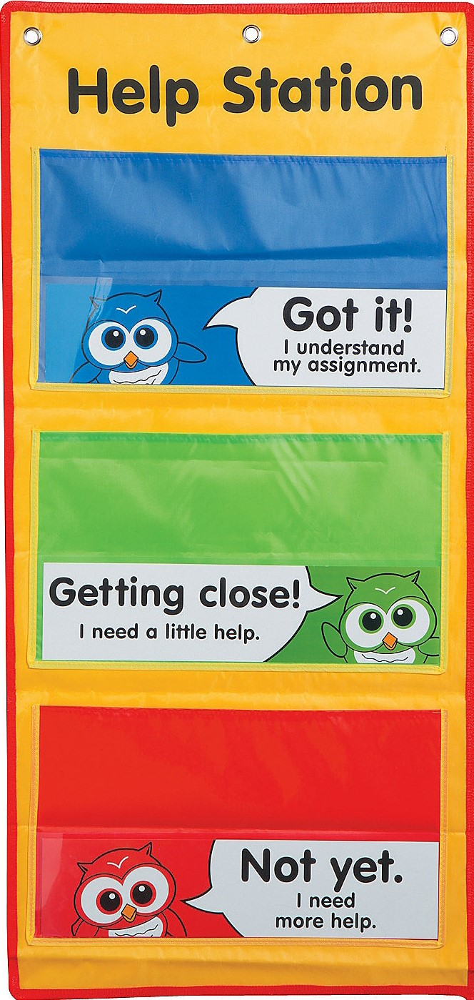 Help Station
Got it!
I understand
my assignment.
Getting close!
I need a little help.
Not yet.
I need
more help.